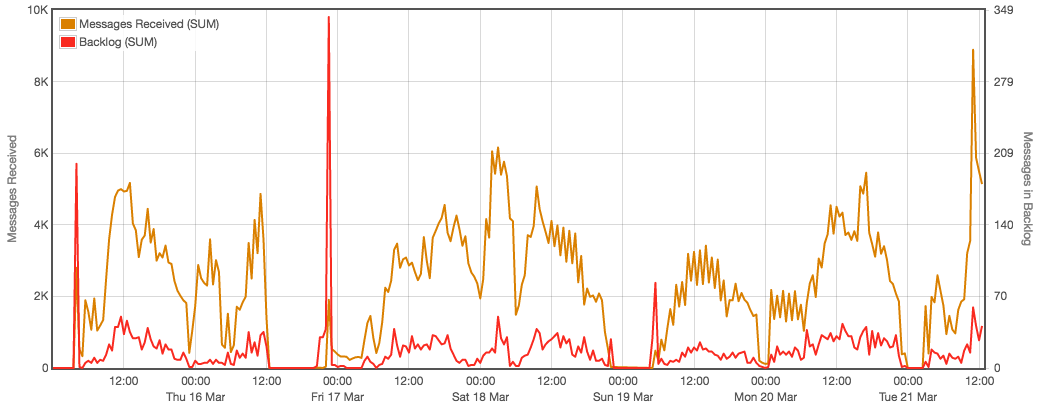 10K
8K
6K
4K
2K
0
Messages Received
Messages Received (SUM)
Backlog (SUM)
349
279
209
140
70
0
Messages in Backlog
12:00 00:00 12:00 00:00 12:00 00:00 12:00 00:00 12:00 00:00 12:00 00:00 12:00
Thu 16 Mar Fri 17 Mar Sat 18 Mar Sun 19 Mar Mon 20 Mar Tue 21 Mar